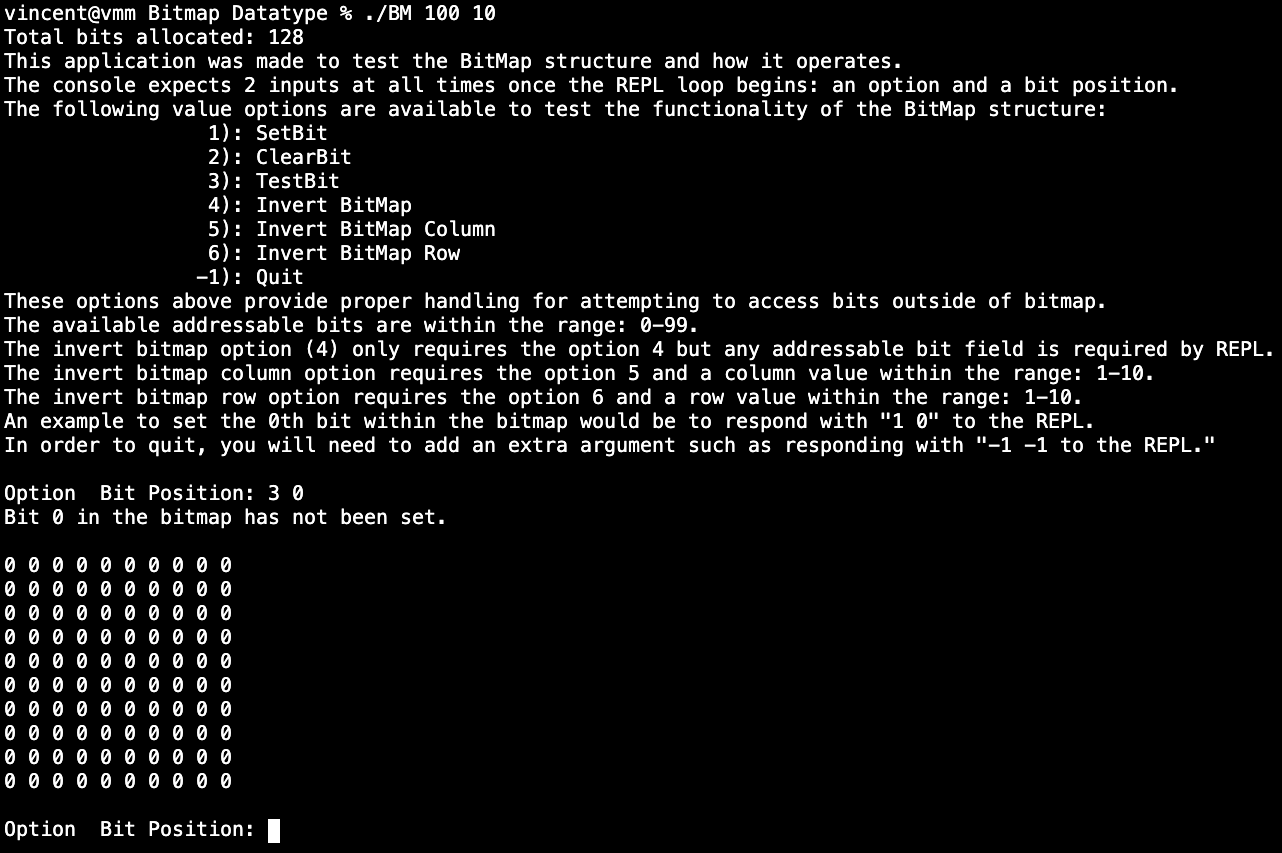 vincent@vmm Bitmap Datatype % ./BM 100 10
Total bits allocated: 128
This application was made to test the BitMap structure and how it operates.
The console expects 2 inputs at all times once the REPL loop begins: an option and a bit position.
The following value options are available to test the functionality of the BitMap structure:
1): SetBit
2): ClearBit
3): TestBit
4): Invert BitMap
5): Invert BitMap Column
6): Invert BitMap Row
-1): Quit
These options above provide proper handling for attempting to access bits outside of bitmap.
The available addressable bits are within the range: 0-99.
The invert bitmap option (4) only requires the option 4 but any addressable bit field is required by REPL.
The invert bitmap column option requires the option 5 and a column value within the range: 1-10.
The invert bitmap row option requires the option 6 and a row value within the range: 1-10.
An example to set the 0th bit within the bitmap would be to respond with "1 0" to the REPL.
In order to quit, you will need to add an extra argument such as responding with "-1 -1 to the REPL."
Option  Bit Position: 3 0
Bit 0 in the bitmap has not been set.
0 0 0 0 0 0 0 0 0 0
0 0 0 0 0 0 0 0 0 0
0 0 0 0 0 0 0 0 0 0
0 0 0 0 0 0 0 0 0 0
0 0 0 0 0 0 0 0 0 0
0 0 0 0 0 0 0 0 0 0
0 0 0 0 0 0 0 0 0 0
0 0 0 0 0 0 0 0 0 0
0 0 0 0 0 0 0 0 0 0
0 0 0 0 0 0 0 0 0 0
Option  Bit Position: